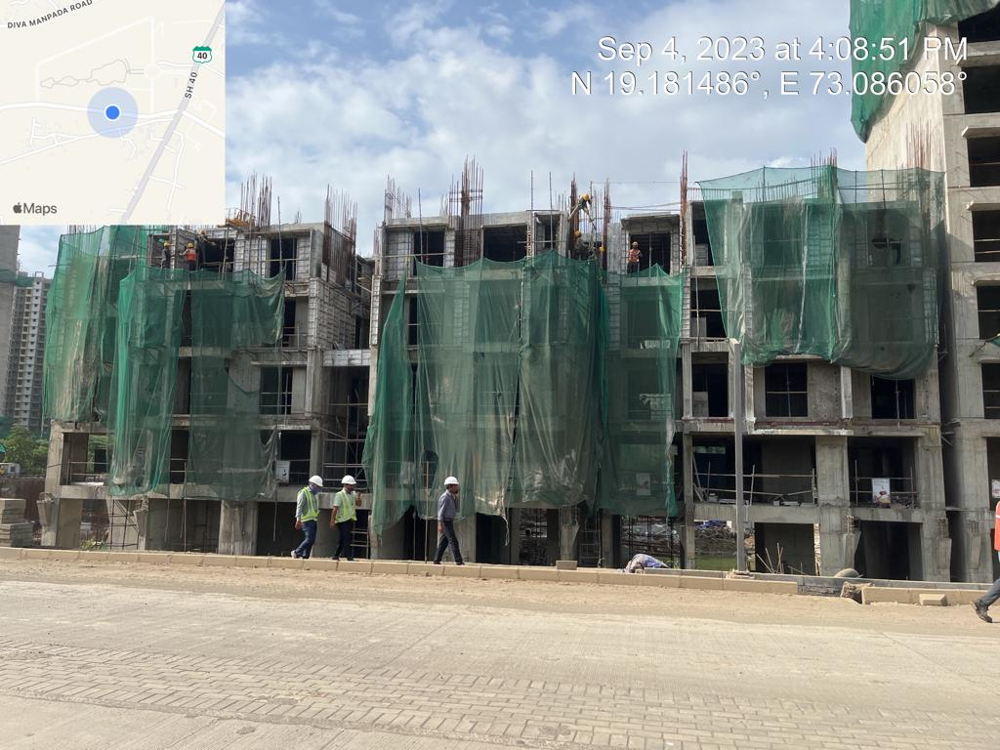 DIVA MANPADA ROAD
40
SH 40
Maps
Sep 4, 2023 at 4:08:51 PM
N 19.181486°, E 73.086058°